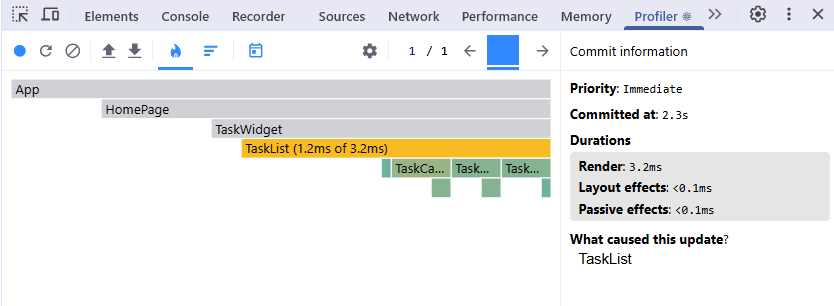 Elements Console Recorder Sources Network Performance Memory Profiler
1 / 1
Commit information
App
HomePage
TaskWidget
TaskList (1.2ms of 3.2ms)
TaskCa... Task... Task...
Priority: Immediate
Committed at: 2.3s
Durations
Render: 3.2ms
Layout effects: <0.1ms
Passive effects: <0.1ms
What caused this update?
TaskList